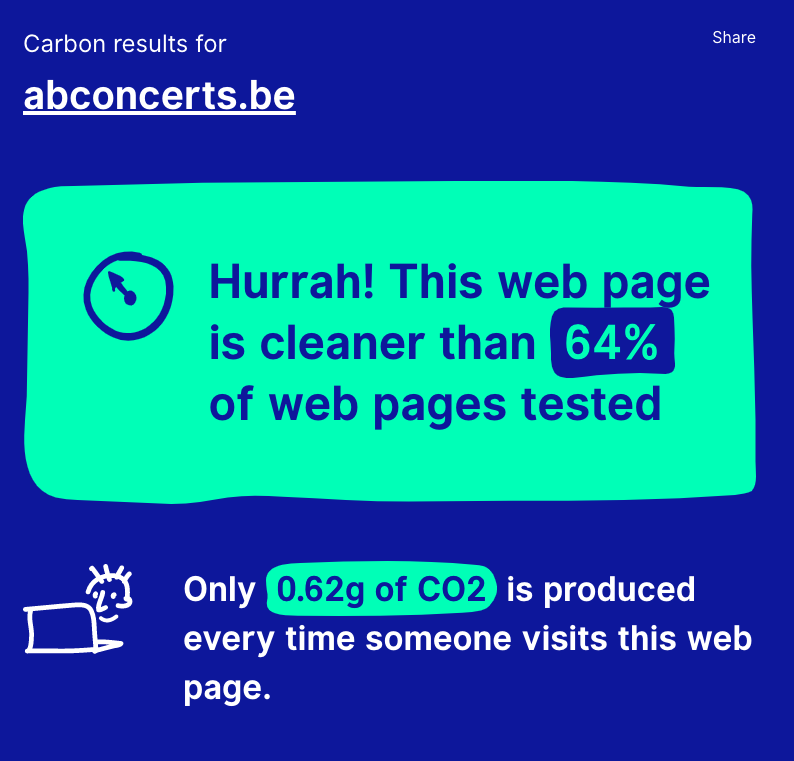 Carbon results for
Share
abconcerts.be
Hurrah! This web page
is cleaner than 64%
of web pages tested
Only 0.62g of CO2 is produced
every time someone visits this web
page.